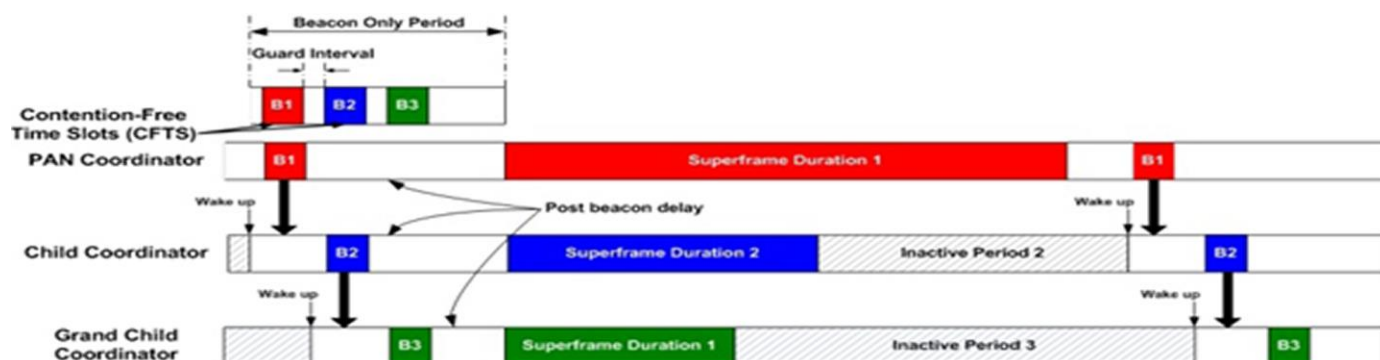 Beacon Only Period
Guard Interval
B1 B2 B3
Contention-Free
Time Slots (CFTS)
PAN Coordinator
B1
Superframe Duration 1
B1
Wake up
Post beacon delay
Wake up
Child Coordinator
B2
Superframe Duration 2
Inactive Period 2
B2
Wake up
Wake up
Grand Child
Coordinator
B3
Superframe Duration 1
Inactive Period 3
B3